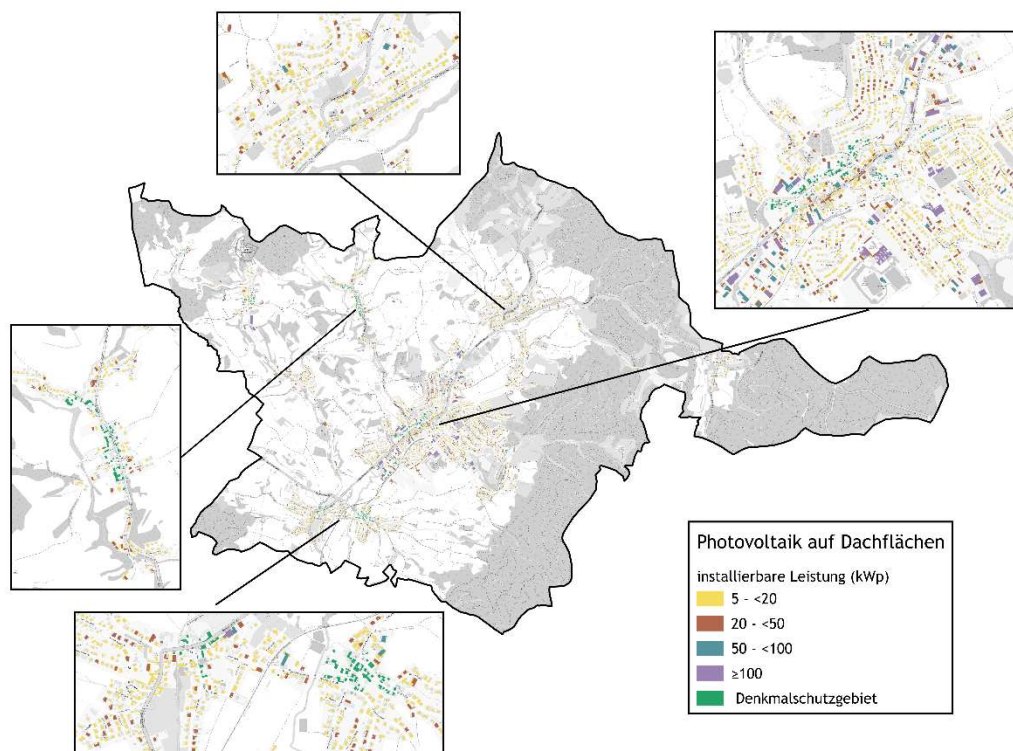 Photovoltaik auf Dachflächen
installierbare Leistung (kWp)
5 - <20
20 - <50
50 - <100
≥100
Denkmalschutzgebiet